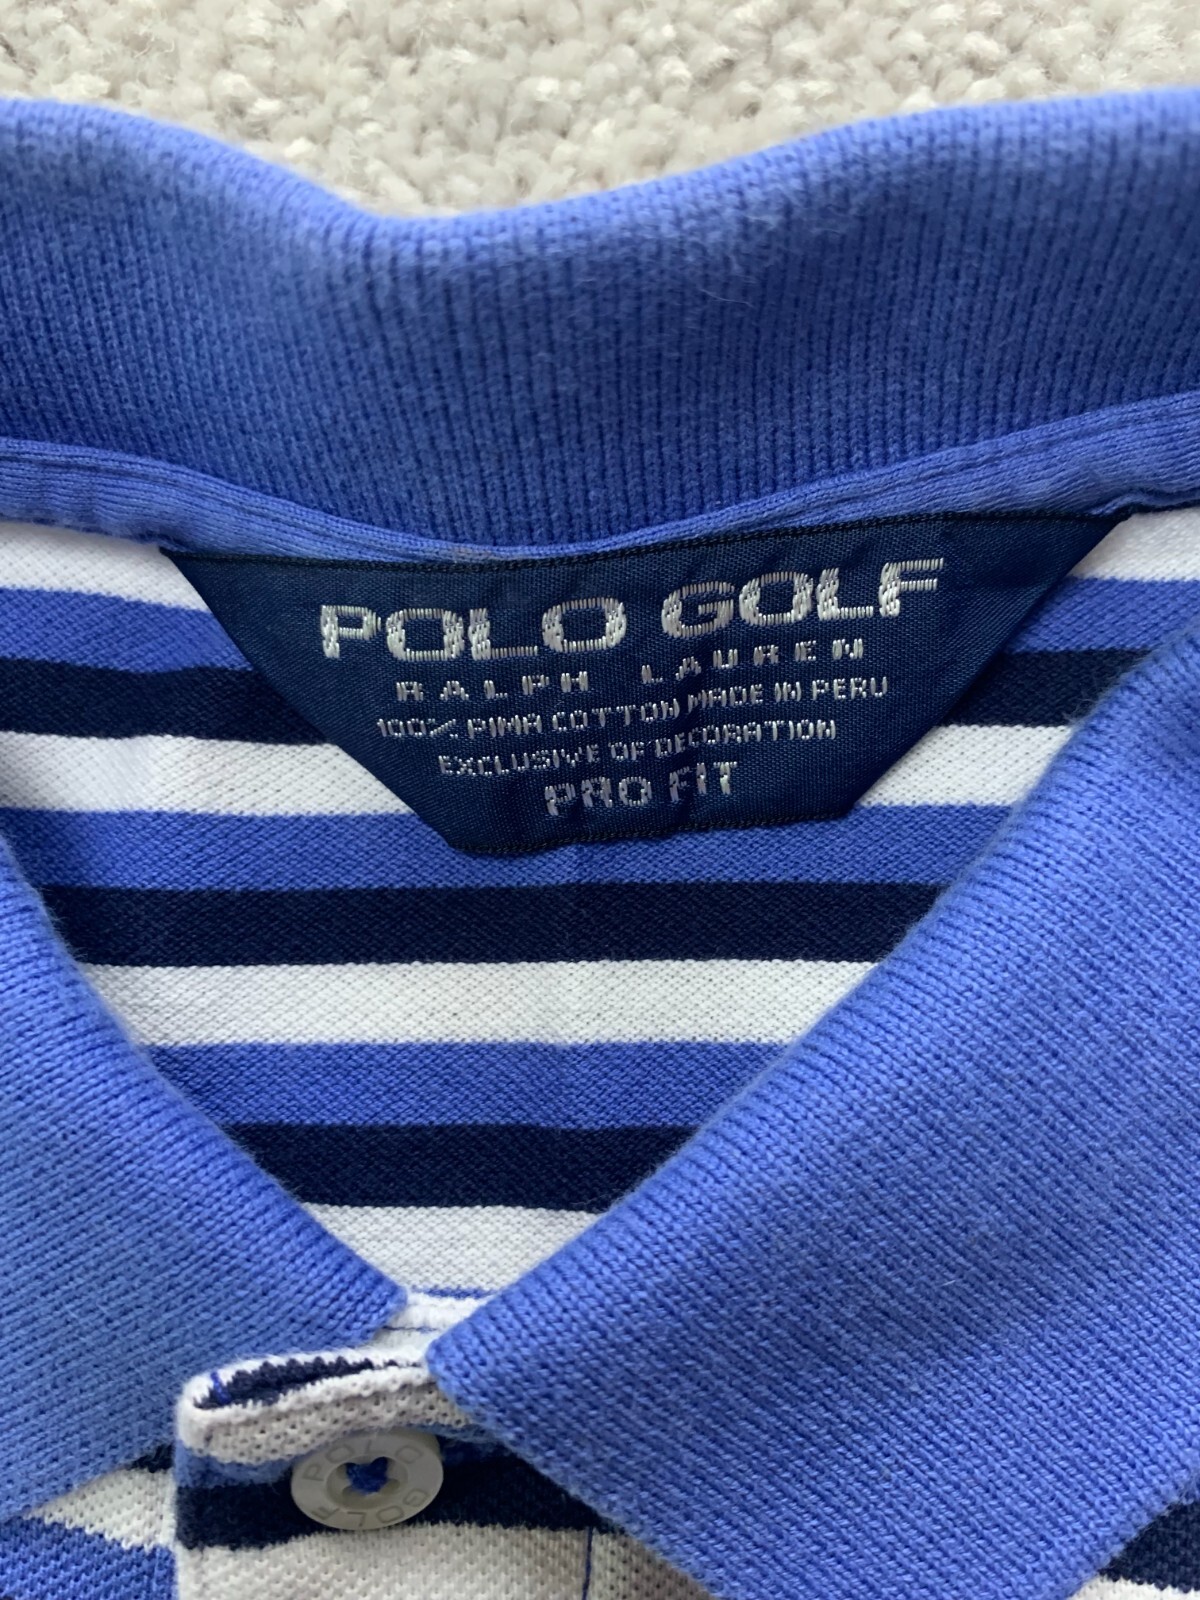 POLO GOLF
RALPH LAUREN
100% PIMA COTTON MADE IN PERU
EXCLUSIVE OF DECORATION
PRO FIT
POLO
GOLF